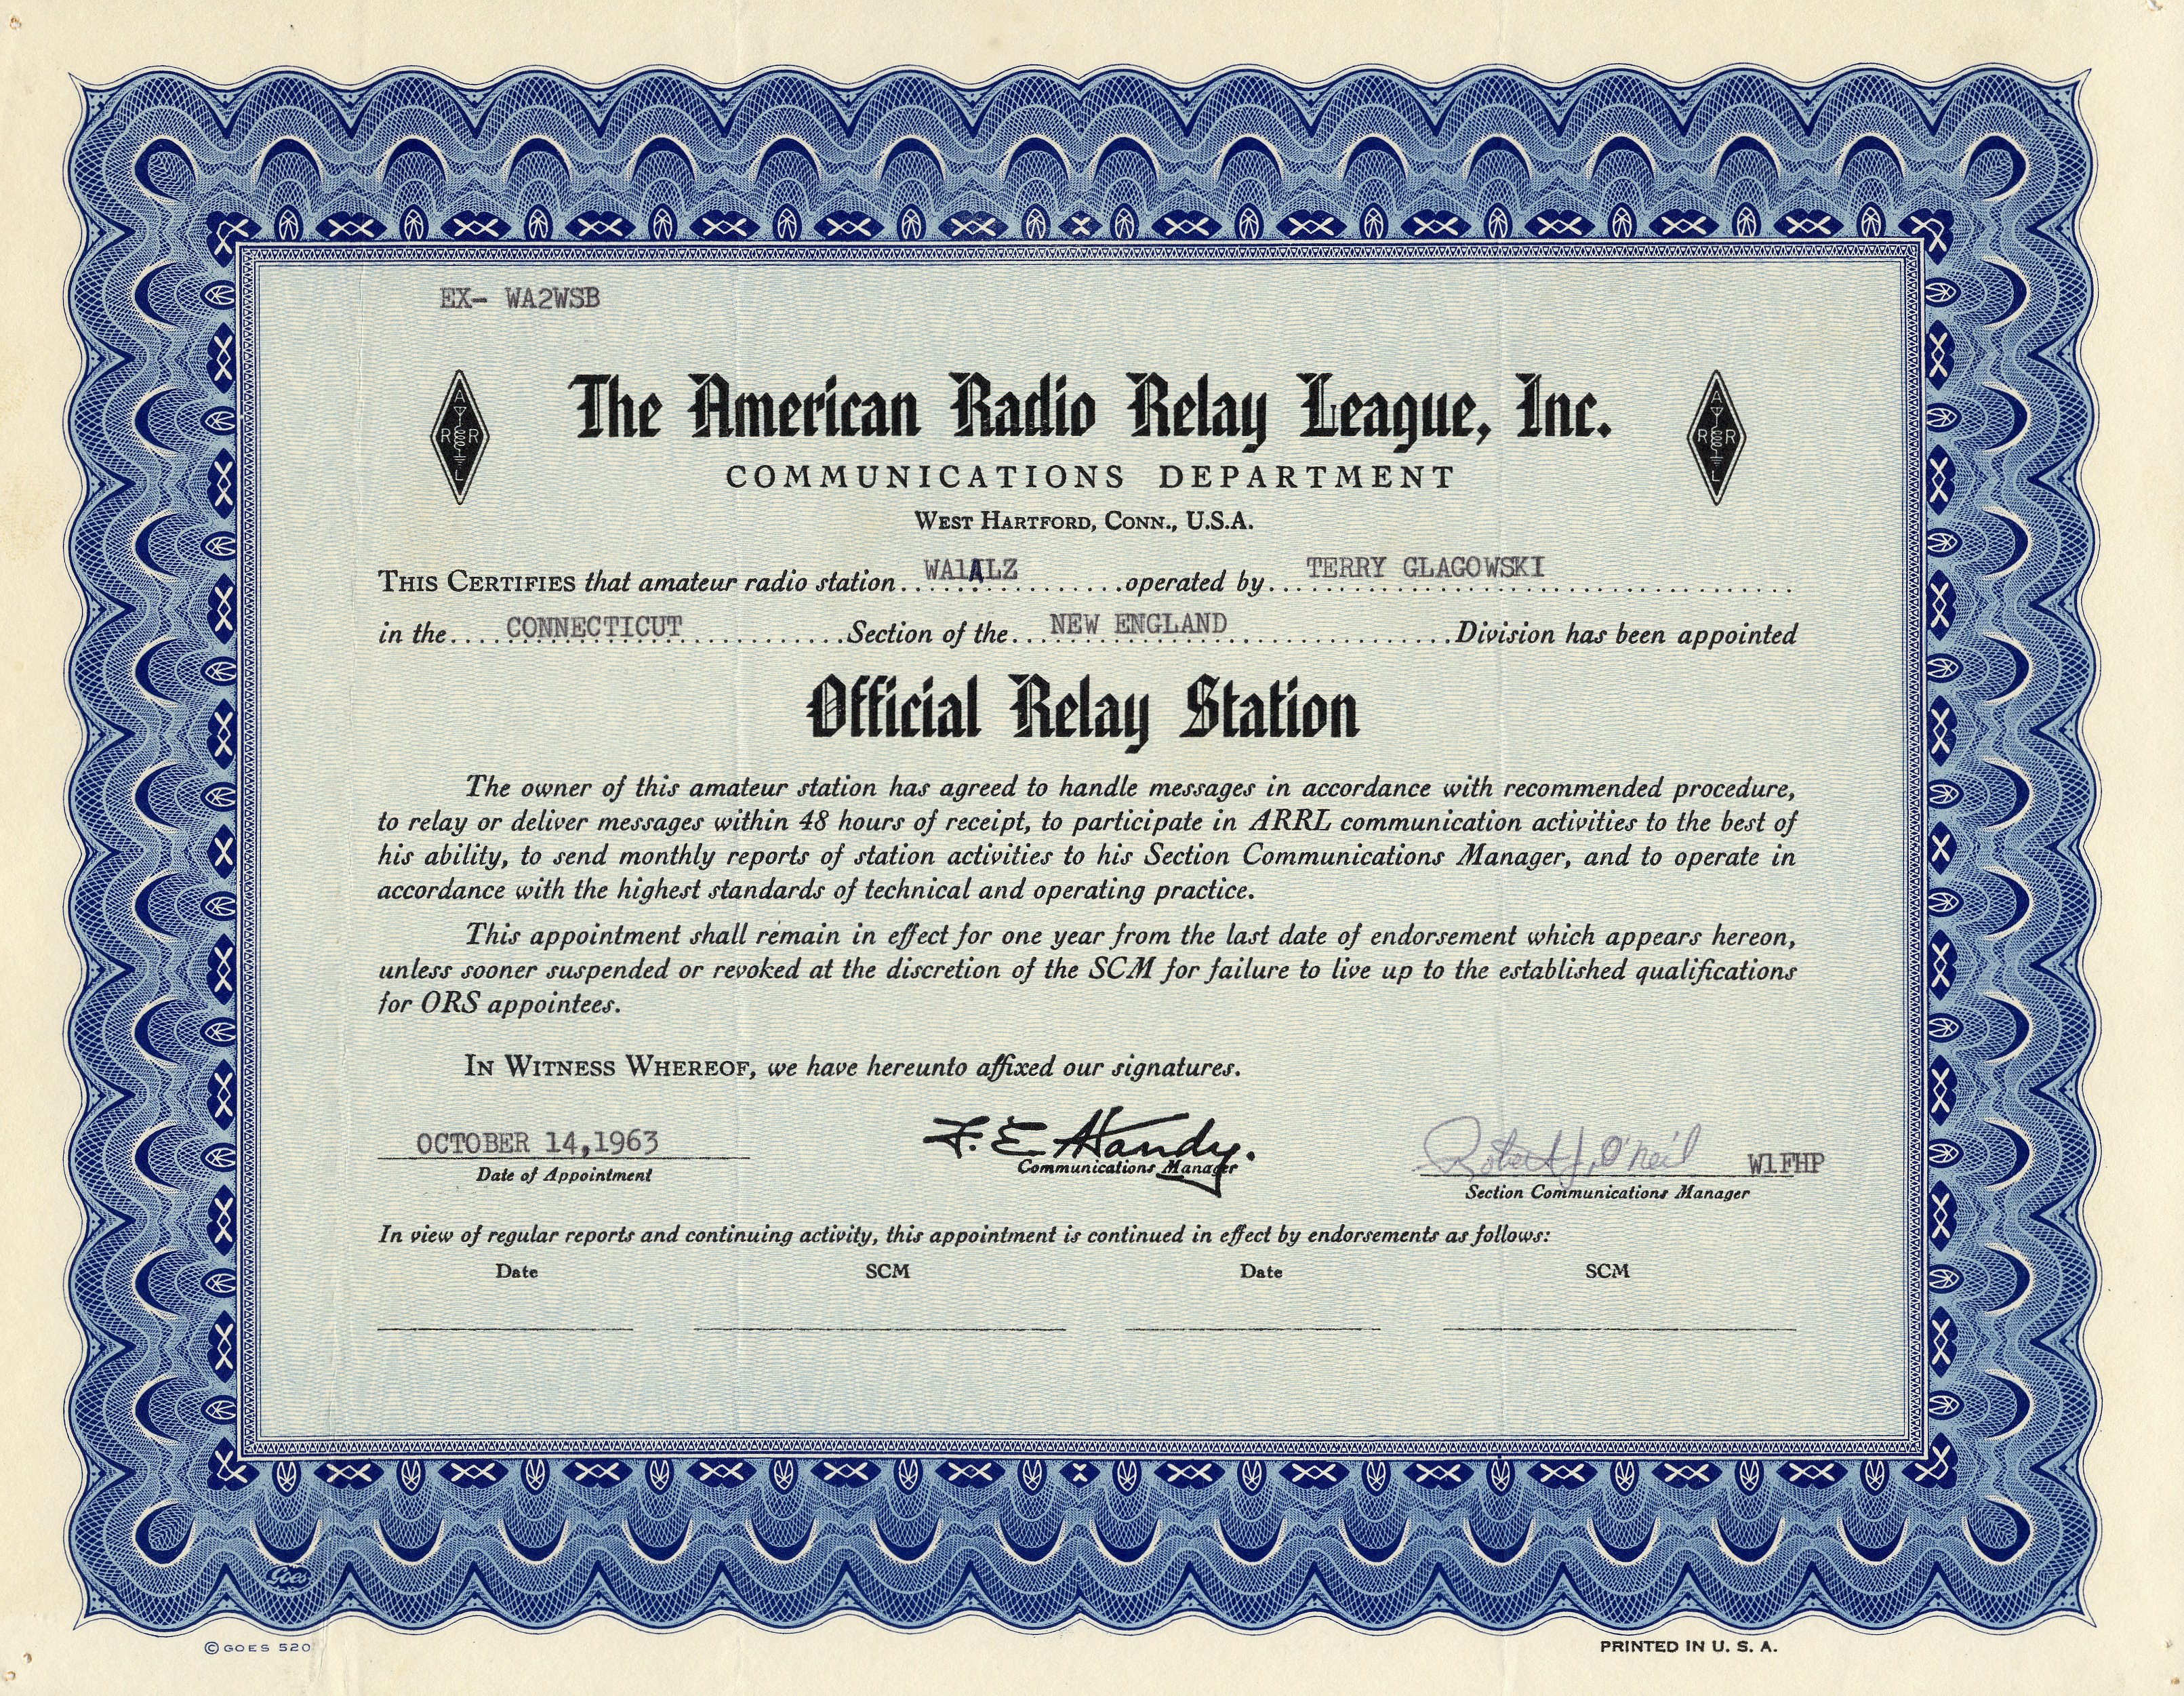 EX- WA2WSB
The American Radio Relay League, Inc.
A
R R
L
A
R R
L
COMMUNICATIONS DEPARTMENT
WEST HARTFORD, CONN., U.S.A.
THIS CERTIFIES that amateur radio station..WA1ALZ..........operated by..TERRY GLAGOWSKI....................
in the....CONNECTICUT............Section of the...NEW ENGLAND....................Division has been appointed
Official Relay Station
The owner of this amateur station has agreed to handle messages in accordance with recommended procedure,
to relay or deliver messages within 48 hours of receipt, to participate in ARRL communication activities to the best of
his ability, to send monthly reports of station activities to his Section Communications Manager, and to operate in
accordance with the highest standards of technical and operating practice.
This appointment shall remain in effect for one year from the last date of endorsement which appears hereon,
unless sooner suspended or revoked at the discretion of the SCM for failure to live up to the established qualifications
for ORS appointees.
IN WITNESS WHEREOF, we have hereunto affixed our signatures.
OCTOBER 14,1963 F. E. Handy. Robert J. O'Neil W1FHP
Date of Appointment Communications Manager Section Communications Manager
In view of regular reports and continuing activity, this appointment is continued in effect by endorsements as follows:
Date SCM Date SCM
Goes
© GOES 520 PRINTED IN U. S. A.